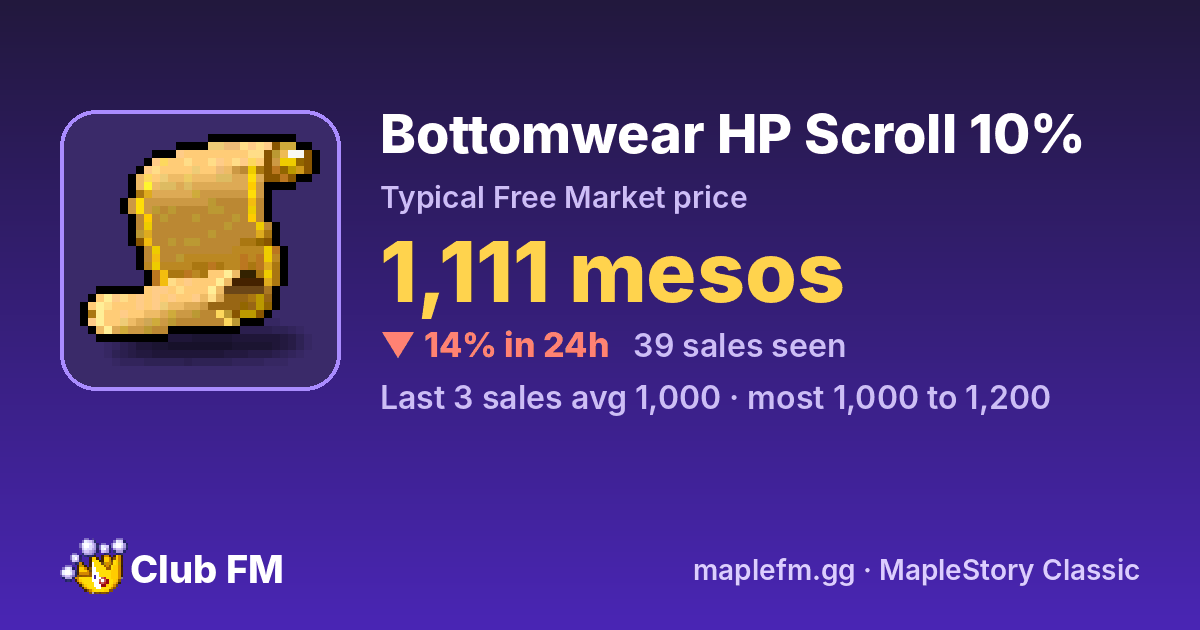 Bottomwear HP Scroll 10%
Typical Free Market price
1,111 mesos
▼ 14% in 24h 39 sales seen
Last 3 sales avg 1,000 · most 1,000 to 1,200
Club FM
maplefm.gg · MapleStory Classic